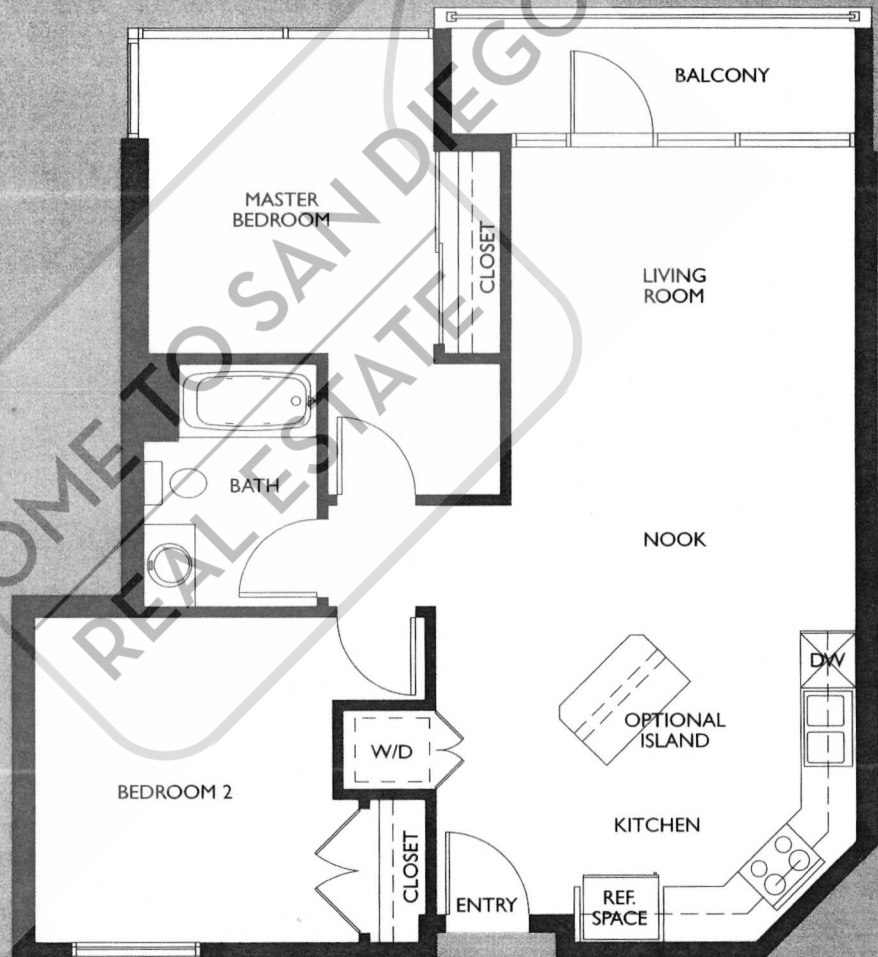 BALCONY
MASTER
BEDROOM
CLOSET
LIVING
ROOM
BATH
NOOK
DW
OPTIONAL
ISLAND
W/D
BEDROOM 2
KITCHEN
CLOSET
ENTRY
REF.
SPACE
HOME TO SAN DIEGO
REAL ESTATE